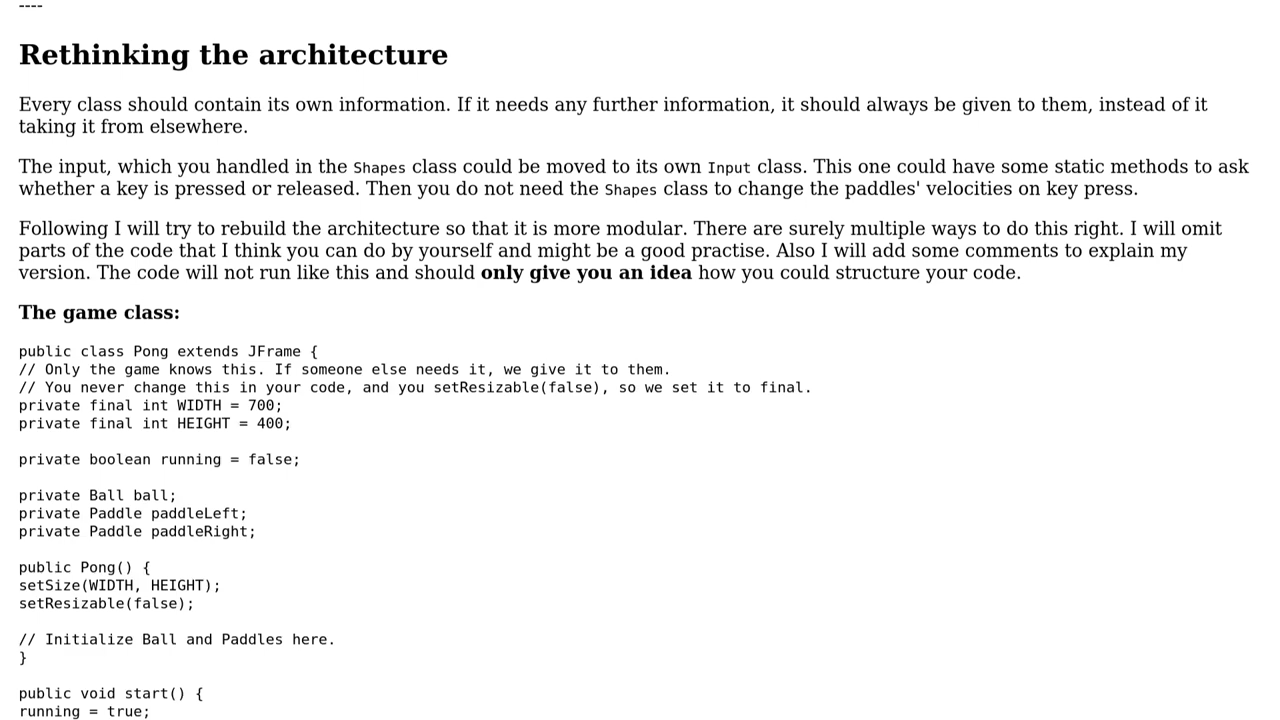 ----
Rethinking the architecture
Every class should contain its own information. If it needs any further information, it should always be given to them, instead of it
taking it from elsewhere.
The input, which you handled in the Shapes class could be moved to its own Input class. This one could have some static methods to ask
whether a key is pressed or released. Then you do not need the Shapes class to change the paddles' velocities on key press.
Following I will try to rebuild the architecture so that it is more modular. There are surely multiple ways to do this right. I will omit
parts of the code that I think you can do by yourself and might be a good practise. Also I will add some comments to explain my
version. The code will not run like this and should only give you an idea how you could structure your code.
The game class:
public class Pong extends JFrame {
// Only the game knows this. If someone else needs it, we give it to them.
// You never change this in your code, and you setResizable(false), so we set it to final.
private final int WIDTH = 700;
private final int HEIGHT = 400;
private boolean running = false;
private Ball ball;
private Paddle paddleLeft;
private Paddle paddleRight;
public Pong() {
setSize(WIDTH, HEIGHT);
setResizable(false);
// Initialize Ball and Paddles here.
}
public void start() {
running = true;